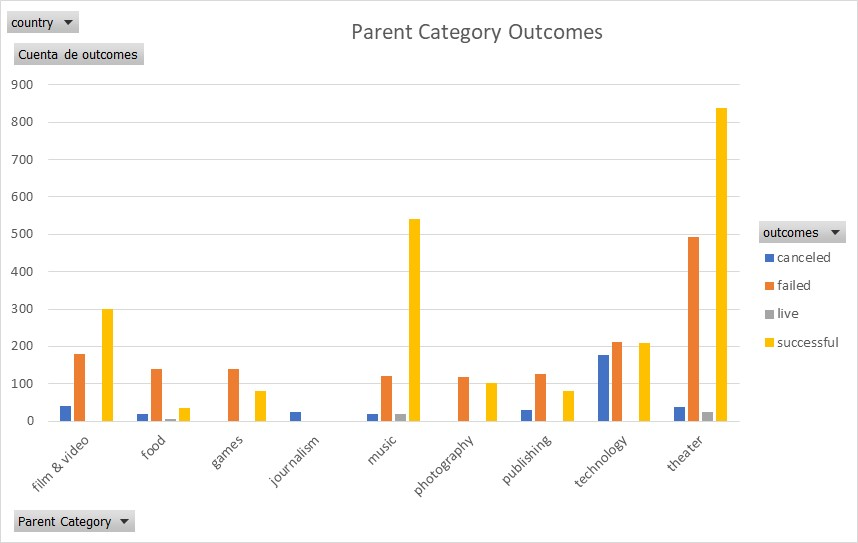 country
Parent Category Outcomes
Cuenta de outcomes
900
800
700
600
500
400
300
200
100
0
film & video
food
games
journalism
music
photography
publishing
technology
theater
outcomes
canceled
failed
live
successful
Parent Category